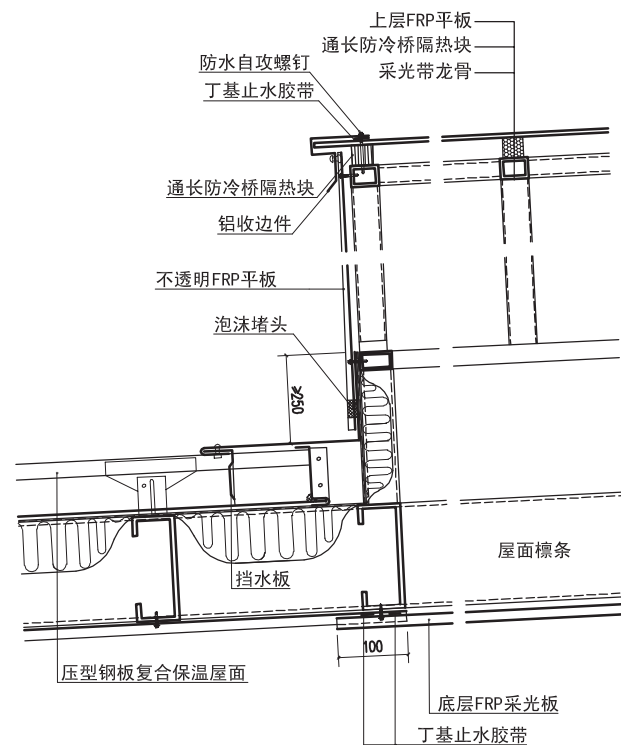 上层FRP平板
通长防冷桥隔热块
采光带龙骨
防水自攻螺钉
丁基止水胶带
通长防冷桥隔热块
铝收边件
不透明FRP平板
泡沫堵头
≥250
屋面檩条
挡水板
100
压型钢板复合保温屋面
底层FRP采光板
丁基止水胶带